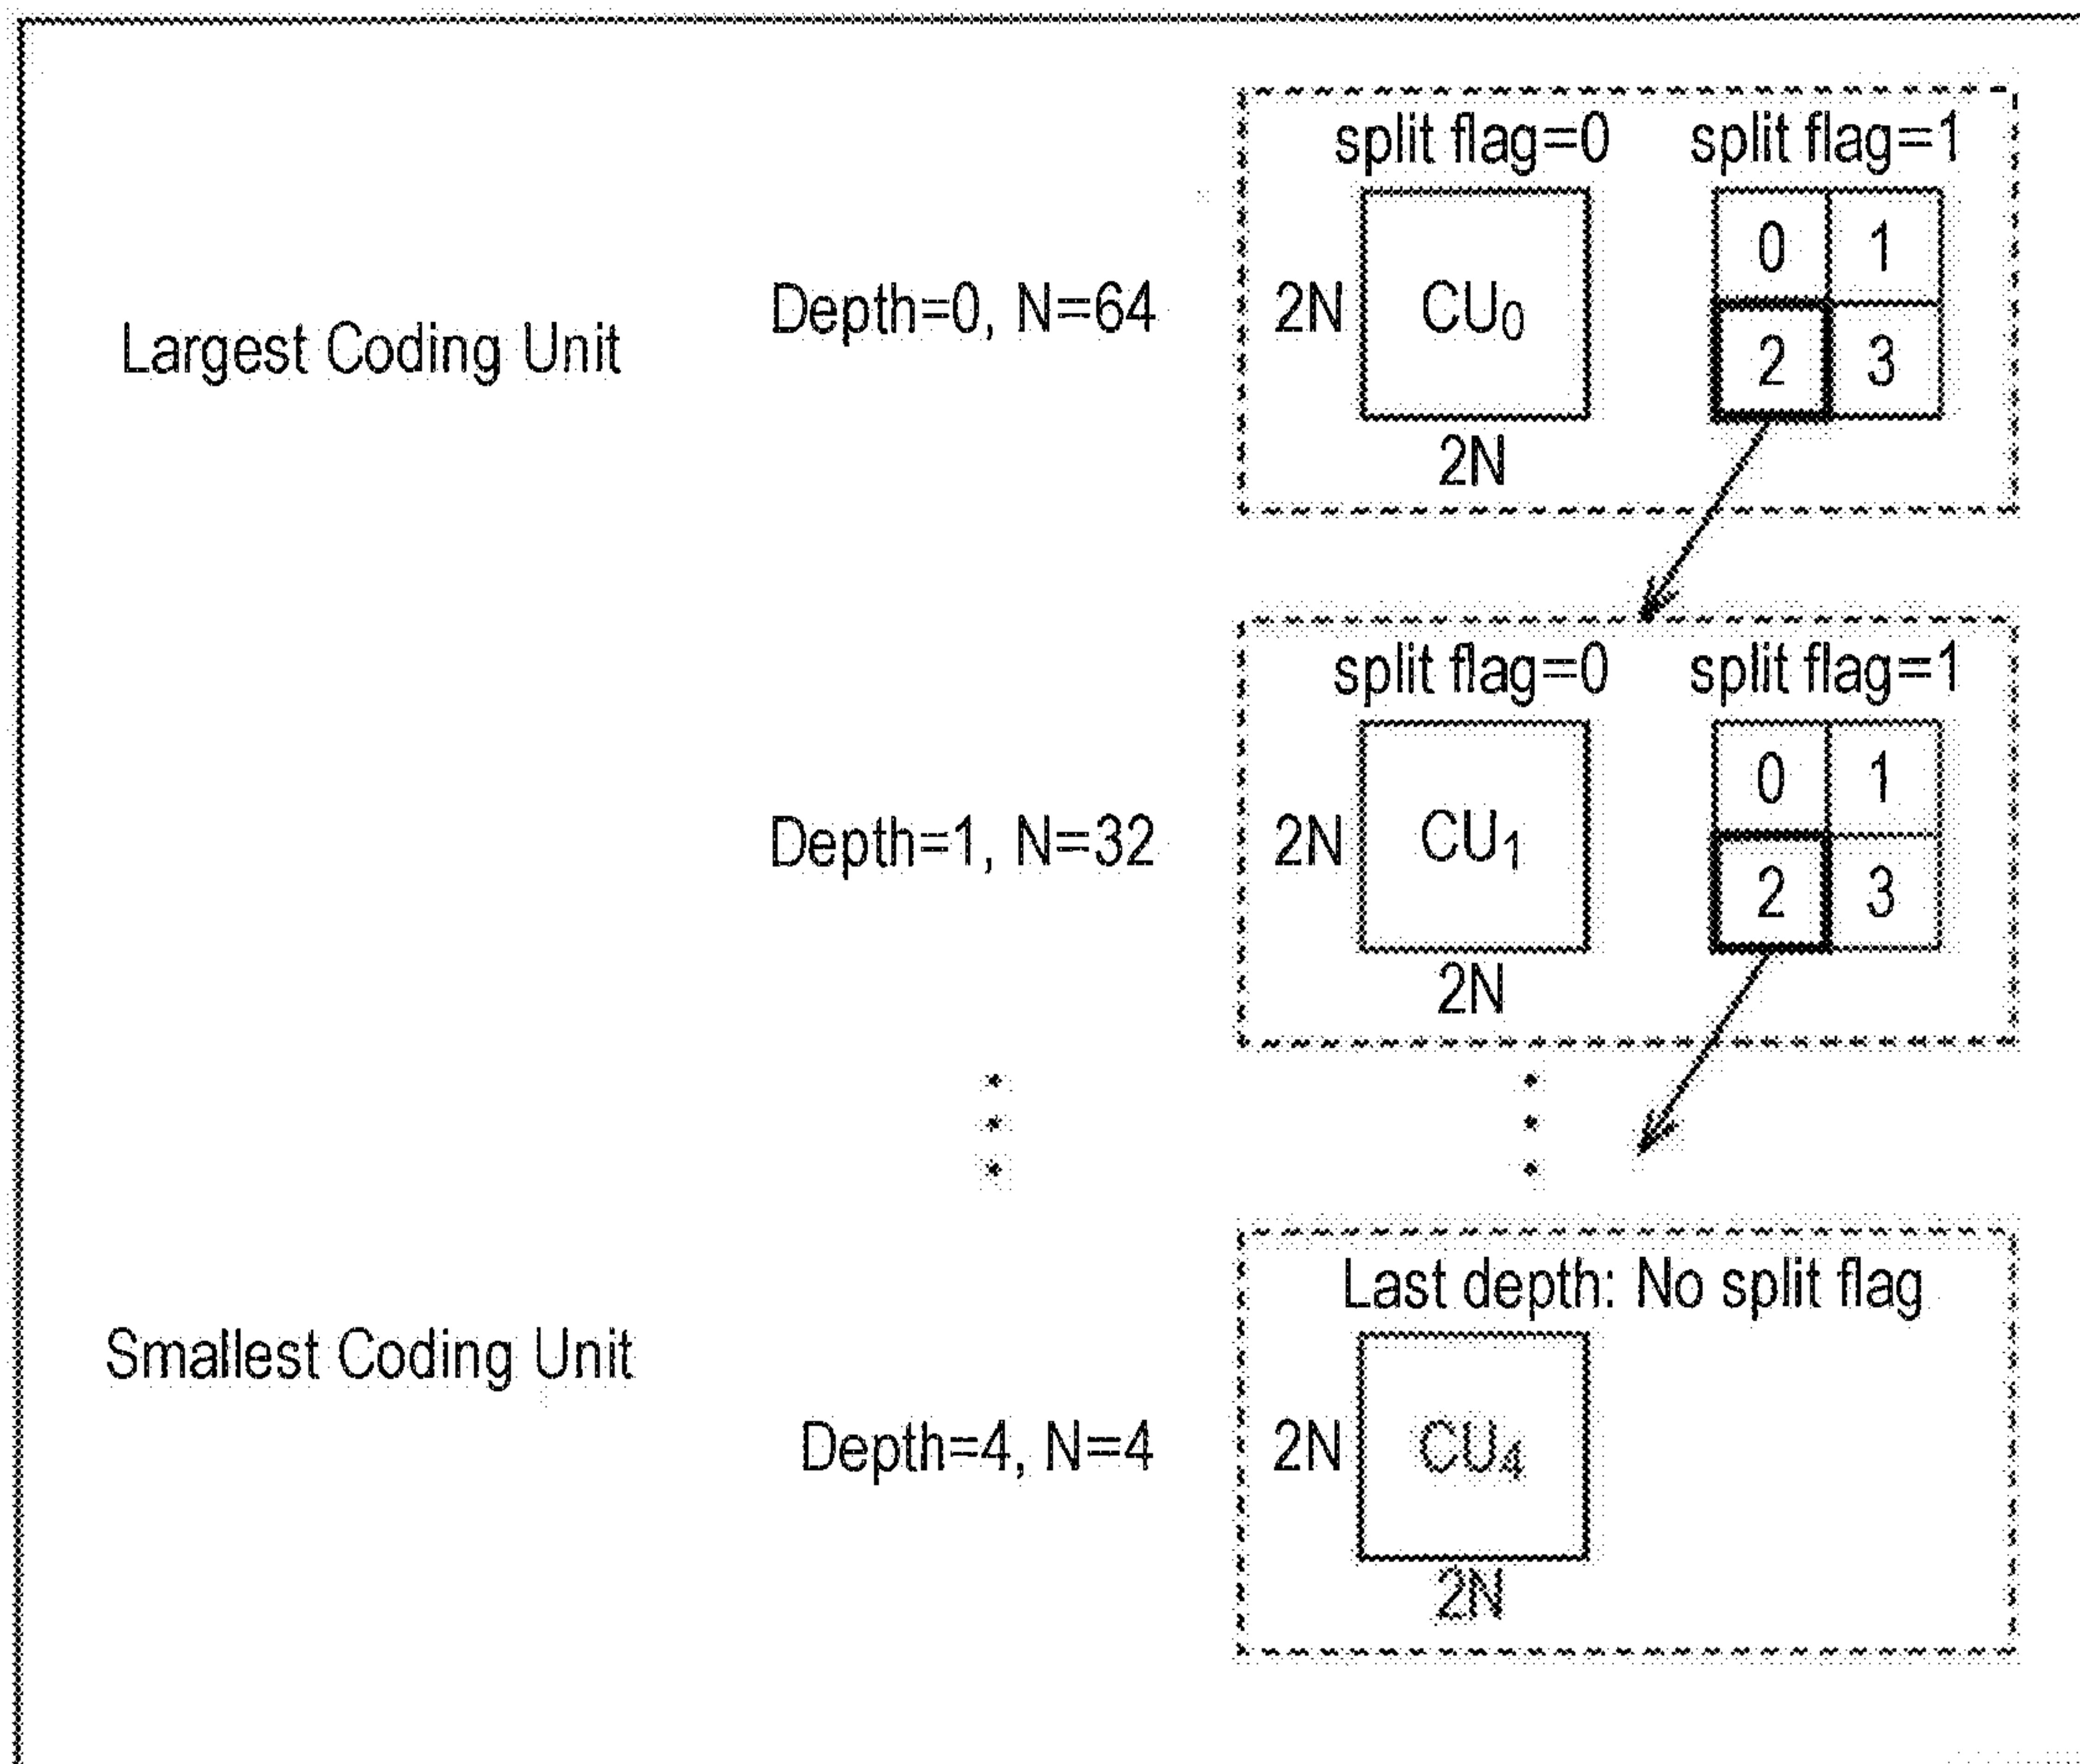 split flag=0 split flag=1
Largest Coding Unit
Depth=0, N=64
2N
CU₀
2N
0 1
2 3
split flag=0 split flag=1
Depth=1, N=32
2N
CU₁
2N
0 1
2 3
Last depth: No split flag
Smallest Coding Unit
Depth=4, N=4
2N
CU₄
2N